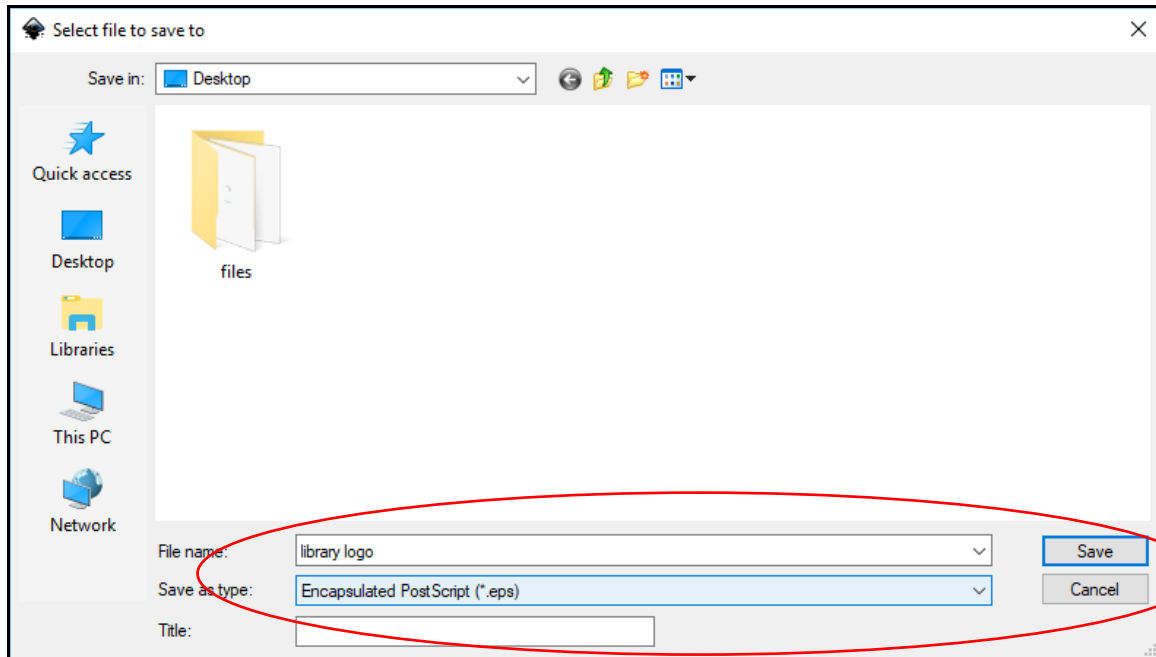 Select file to save to
Save in: Desktop
Quick access
Desktop
Libraries
This PC
Network
files
File name: library logo Save
Save as type: Encapsulated PostScript (*.eps) Cancel
Title: